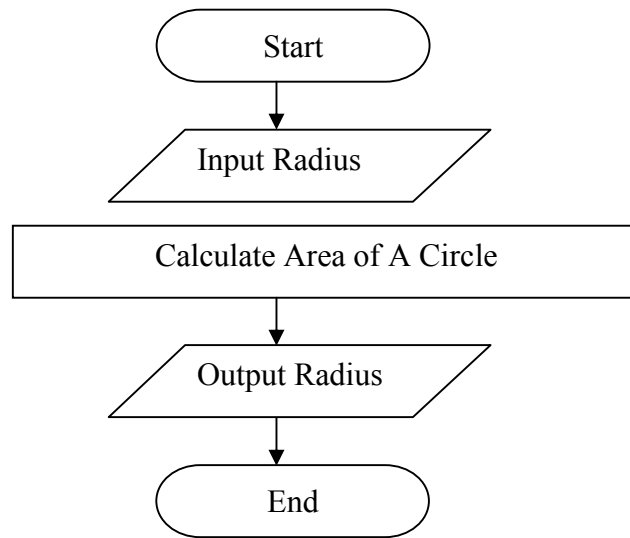 Start
Input Radius
Calculate Area of A Circle
Output Radius
End